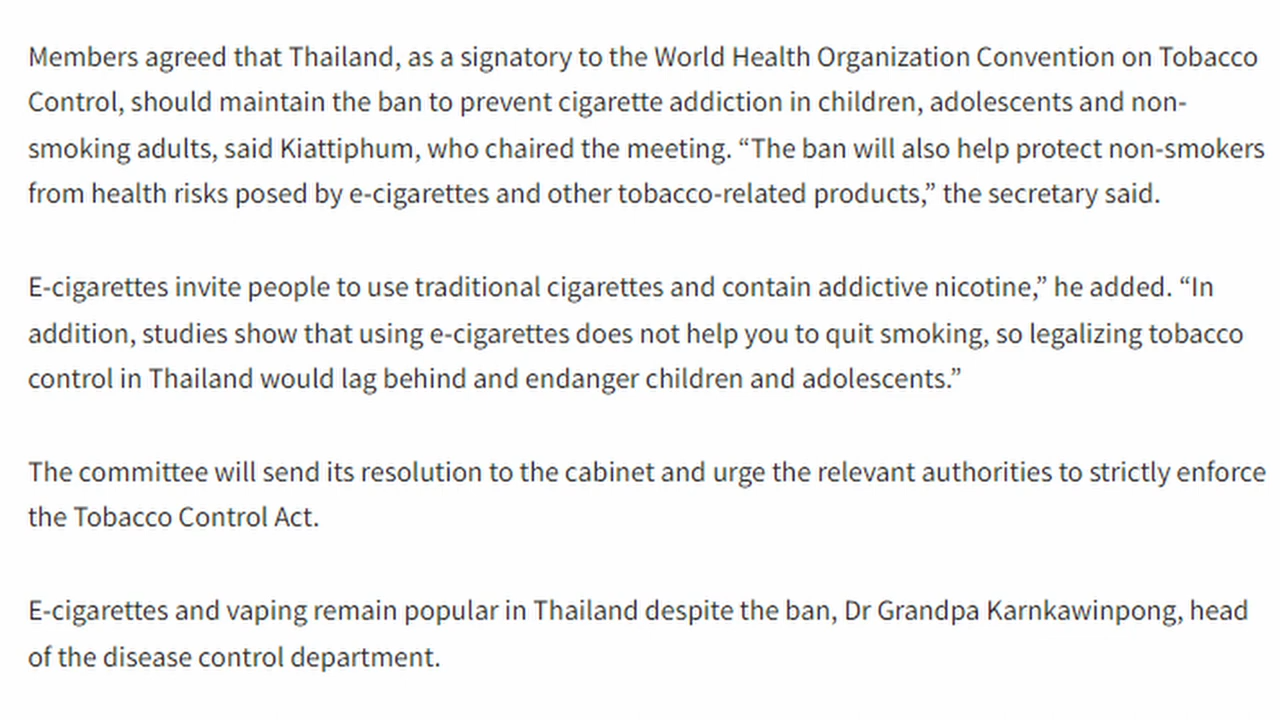 Members agreed that Thailand, as a signatory to the World Health Organization Convention on Tobacco
Control, should maintain the ban to prevent cigarette addiction in children, adolescents and non-
smoking adults, said Kiattiphum, who chaired the meeting. “The ban will also help protect non-smokers
from health risks posed by e-cigarettes and other tobacco-related products,” the secretary said.
E-cigarettes invite people to use traditional cigarettes and contain addictive nicotine,” he added. “In
addition, studies show that using e-cigarettes does not help you to quit smoking, so legalizing tobacco
control in Thailand would lag behind and endanger children and adolescents.”
The committee will send its resolution to the cabinet and urge the relevant authorities to strictly enforce
the Tobacco Control Act.
E-cigarettes and vaping remain popular in Thailand despite the ban, Dr Grandpa Karnkawinpong, head
of the disease control department.